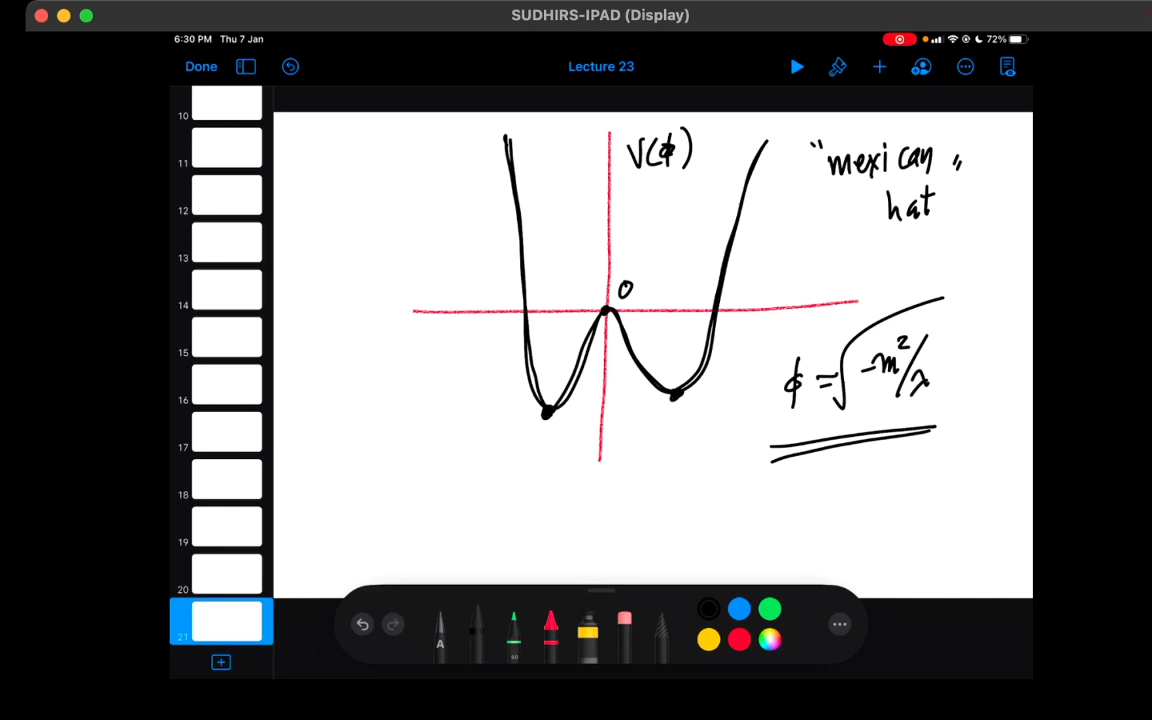 SUDHIRS-IPAD (Display)
6:30 PM Thu 7 Jan
72%
Done
Lecture 23
10
11
12
13
14
15
16
17
18
19
20
21
V(ϕ)
"mexican"
hat
0
ϕ = √-m²/λ
A